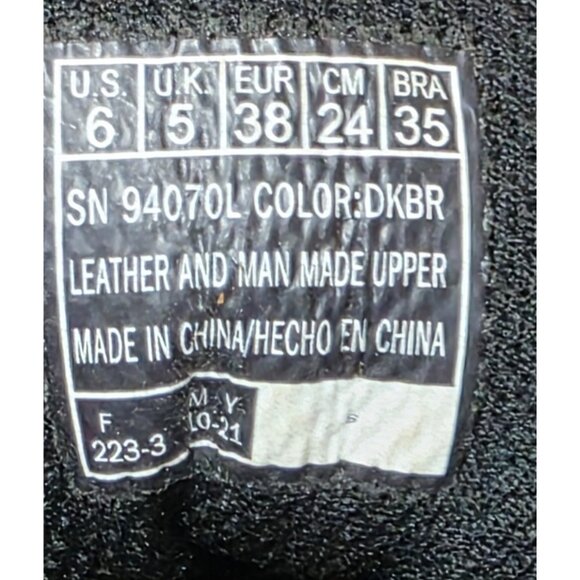 U.S. U.K. EUR CM BRA
6 5 38 24 35
SN 94070L COLOR:DKBR
LEATHER AND MAN MADE UPPER
MADE IN CHINA/HECHO EN CHINA
F. M Y
223-3 10-21